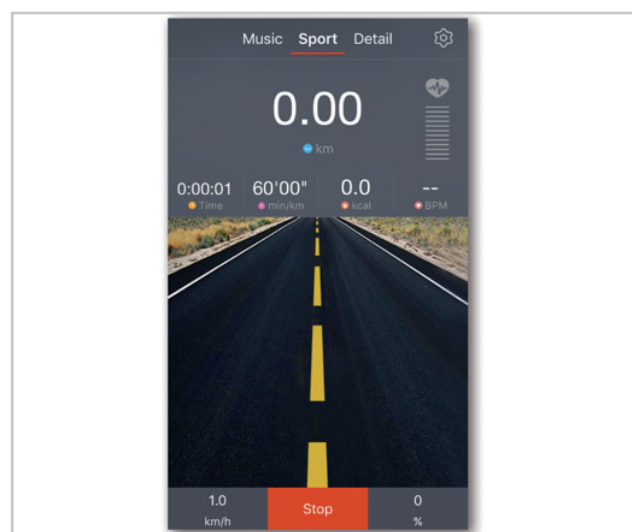 Music Sport Detail
0.00
km
0:00:01 60'00" 0.0 --
Time min/km kcal BPM
1.0 Stop 0
km/h %